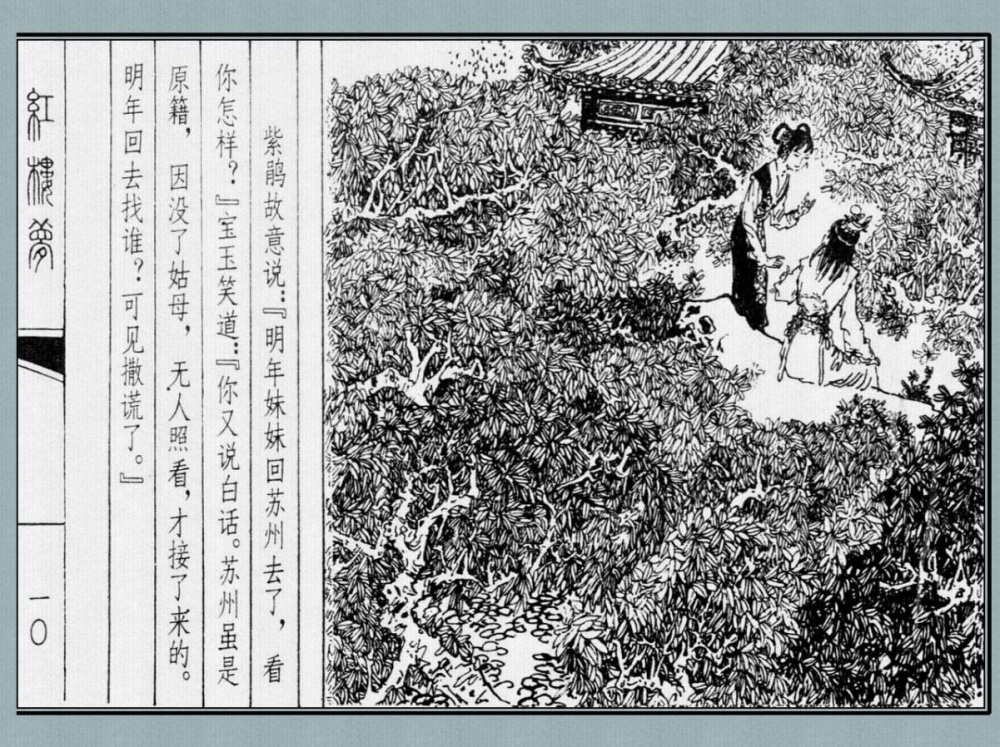 紫鹃故意说：『明年妹妹回苏州去了，看
你怎样？』宝玉笑道：『你又说白话。苏州虽是
原籍，因没了姑母，无人照看，才接了来的。
明年回去找谁？可见撒谎了。』
紅樓夢
一〇